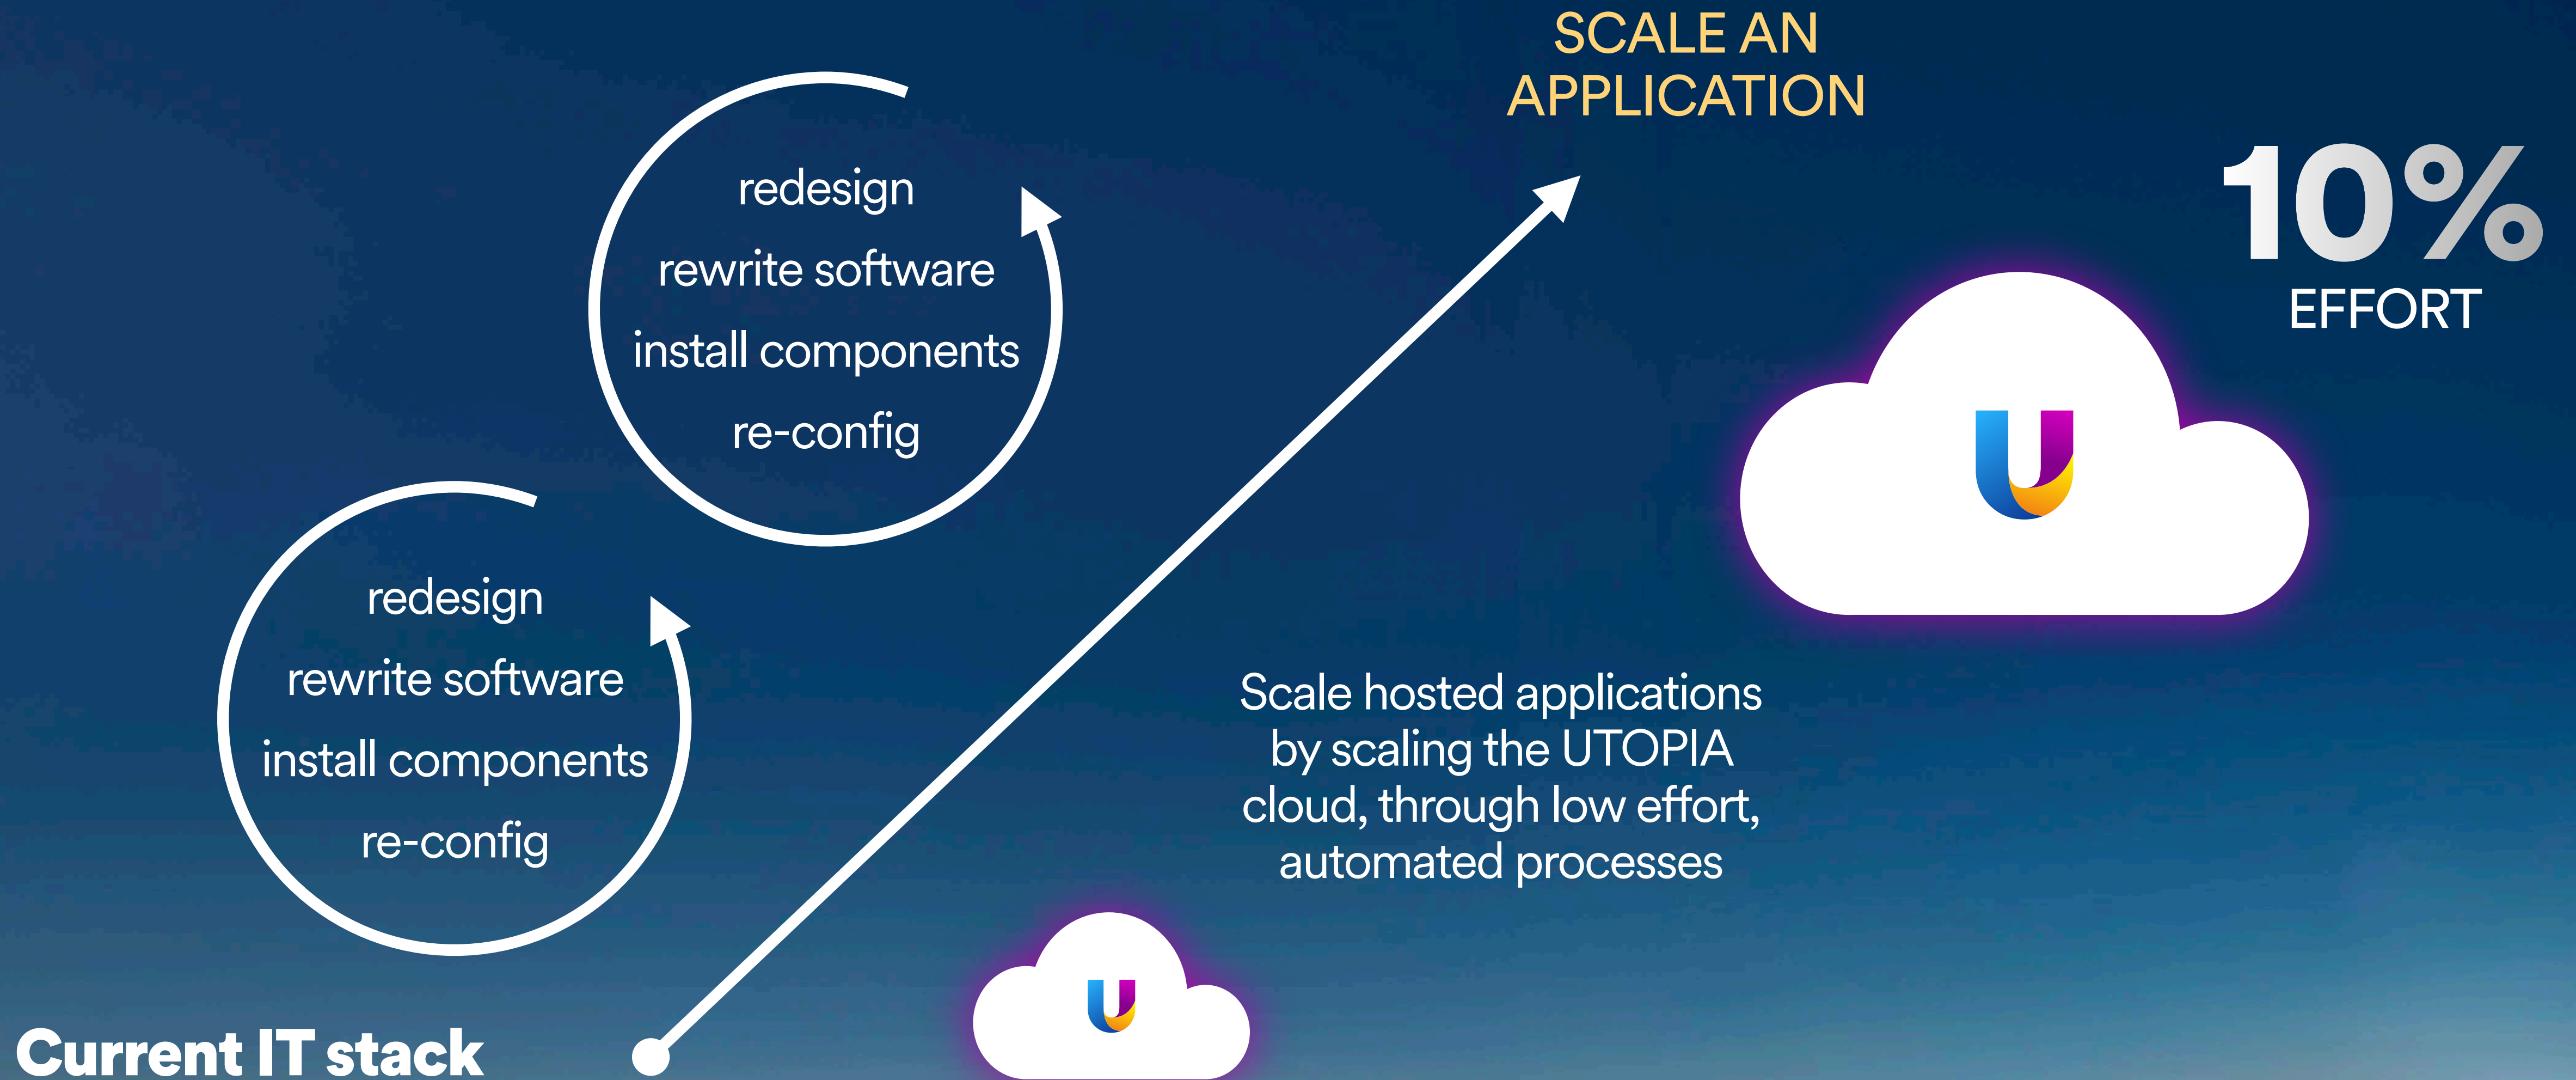 SCALE AN
APPLICATION
10%
EFFORT
redesign
rewrite software
install components
re-config
redesign
rewrite software
install components
re-config
Scale hosted applications
by scaling the UTOPIA
cloud, through low effort,
automated processes
U
U
Current IT stack